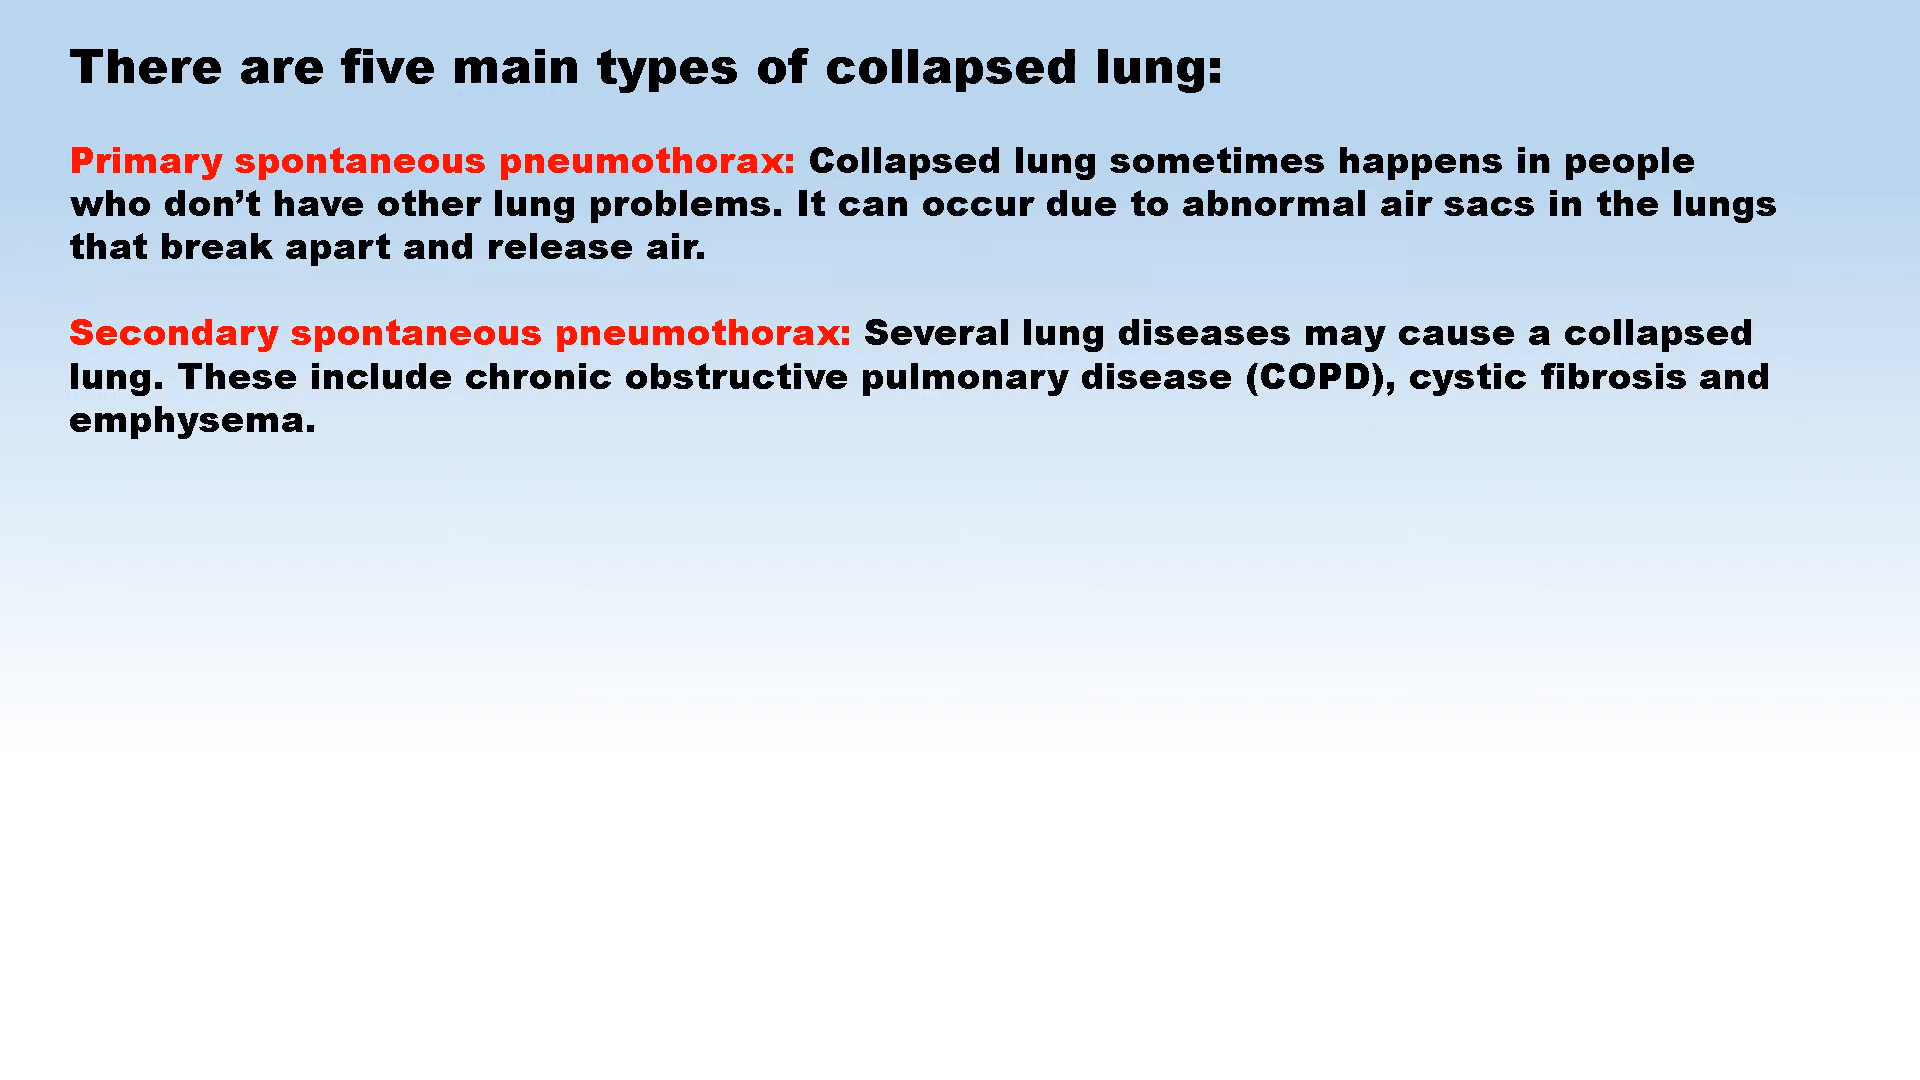 There are five main types of collapsed lung:
Primary spontaneous pneumothorax: Collapsed lung sometimes happens in people
who don’t have other lung problems. It can occur due to abnormal air sacs in the lungs
that break apart and release air.
Secondary spontaneous pneumothorax: Several lung diseases may cause a collapsed
lung. These include chronic obstructive pulmonary disease (COPD), cystic fibrosis and
emphysema.